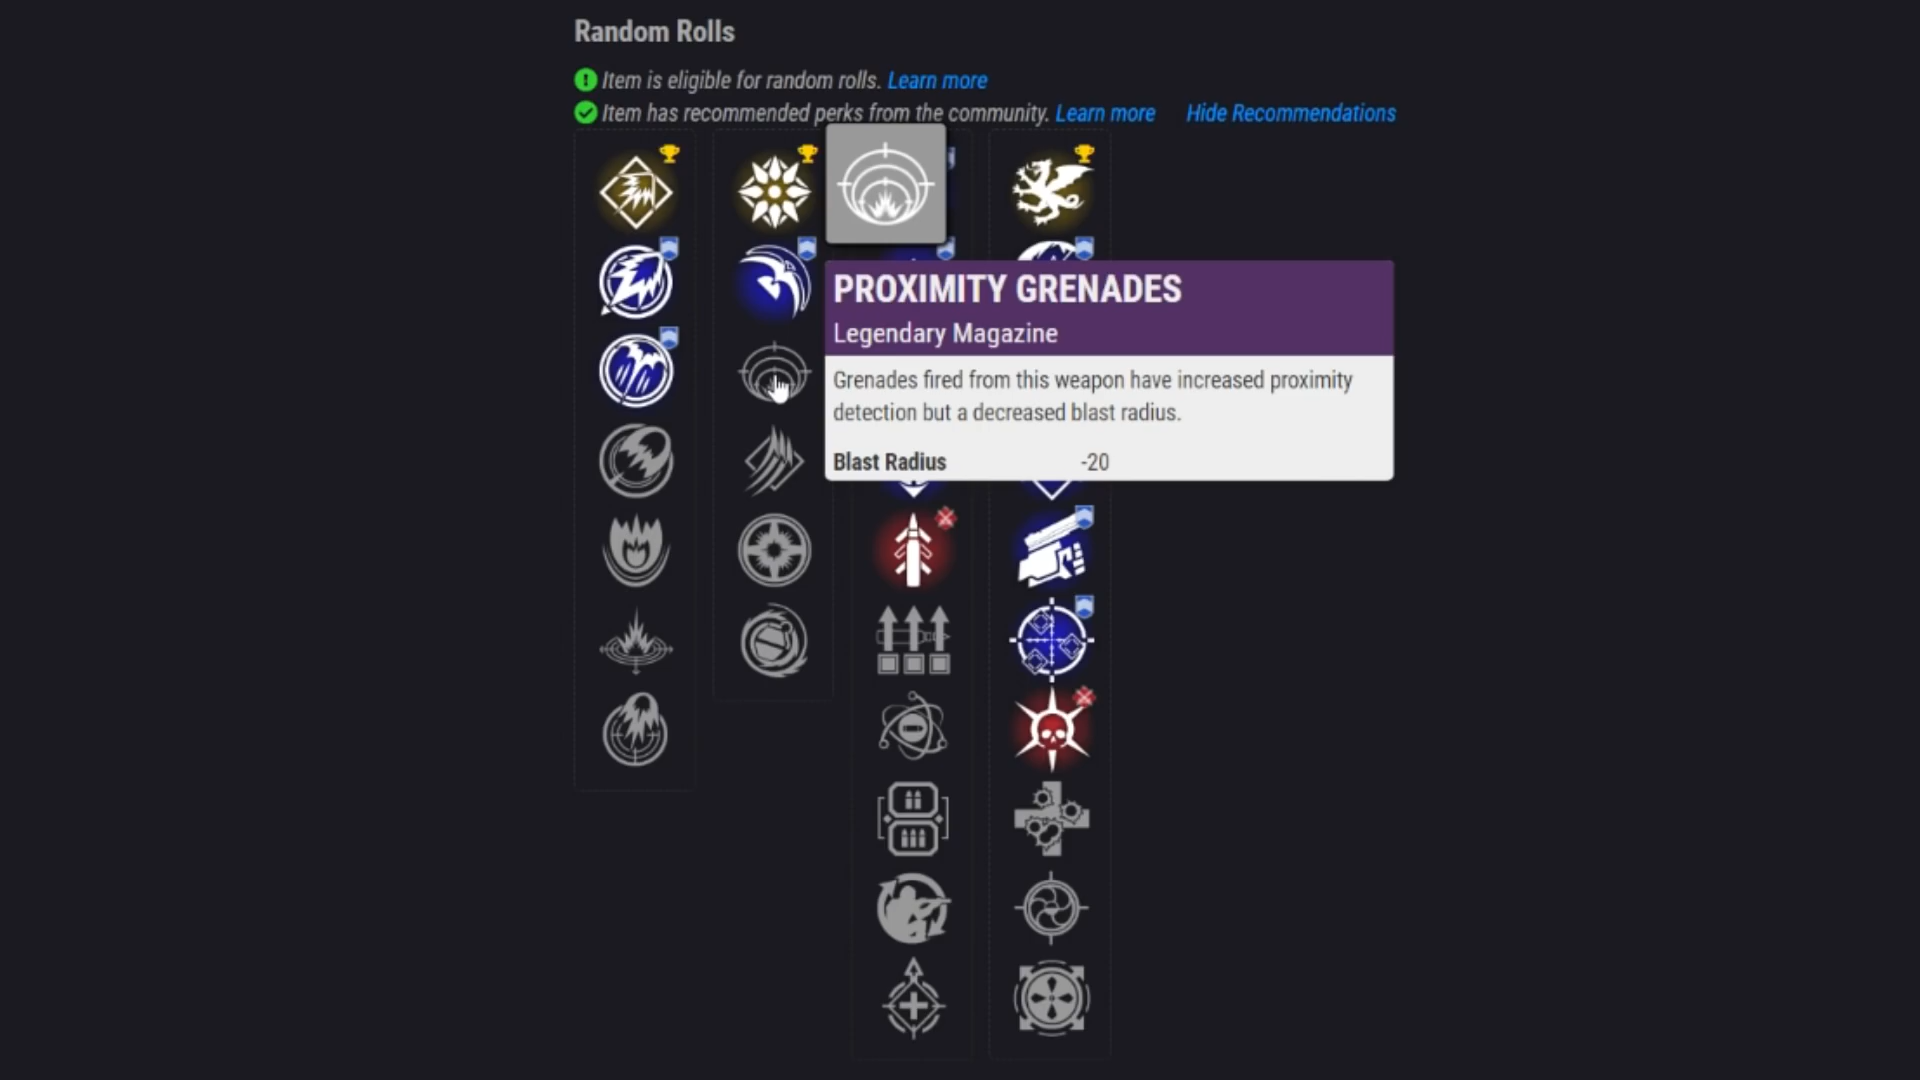 Random Rolls
Item is eligible for random rolls. Learn more
Item has recommended perks from the community. Learn more Hide Recommendations
PROXIMITY GRENADES
Legendary Magazine
Grenades fired from this weapon have increased proximity
detection but a decreased blast radius.
Blast Radius -20